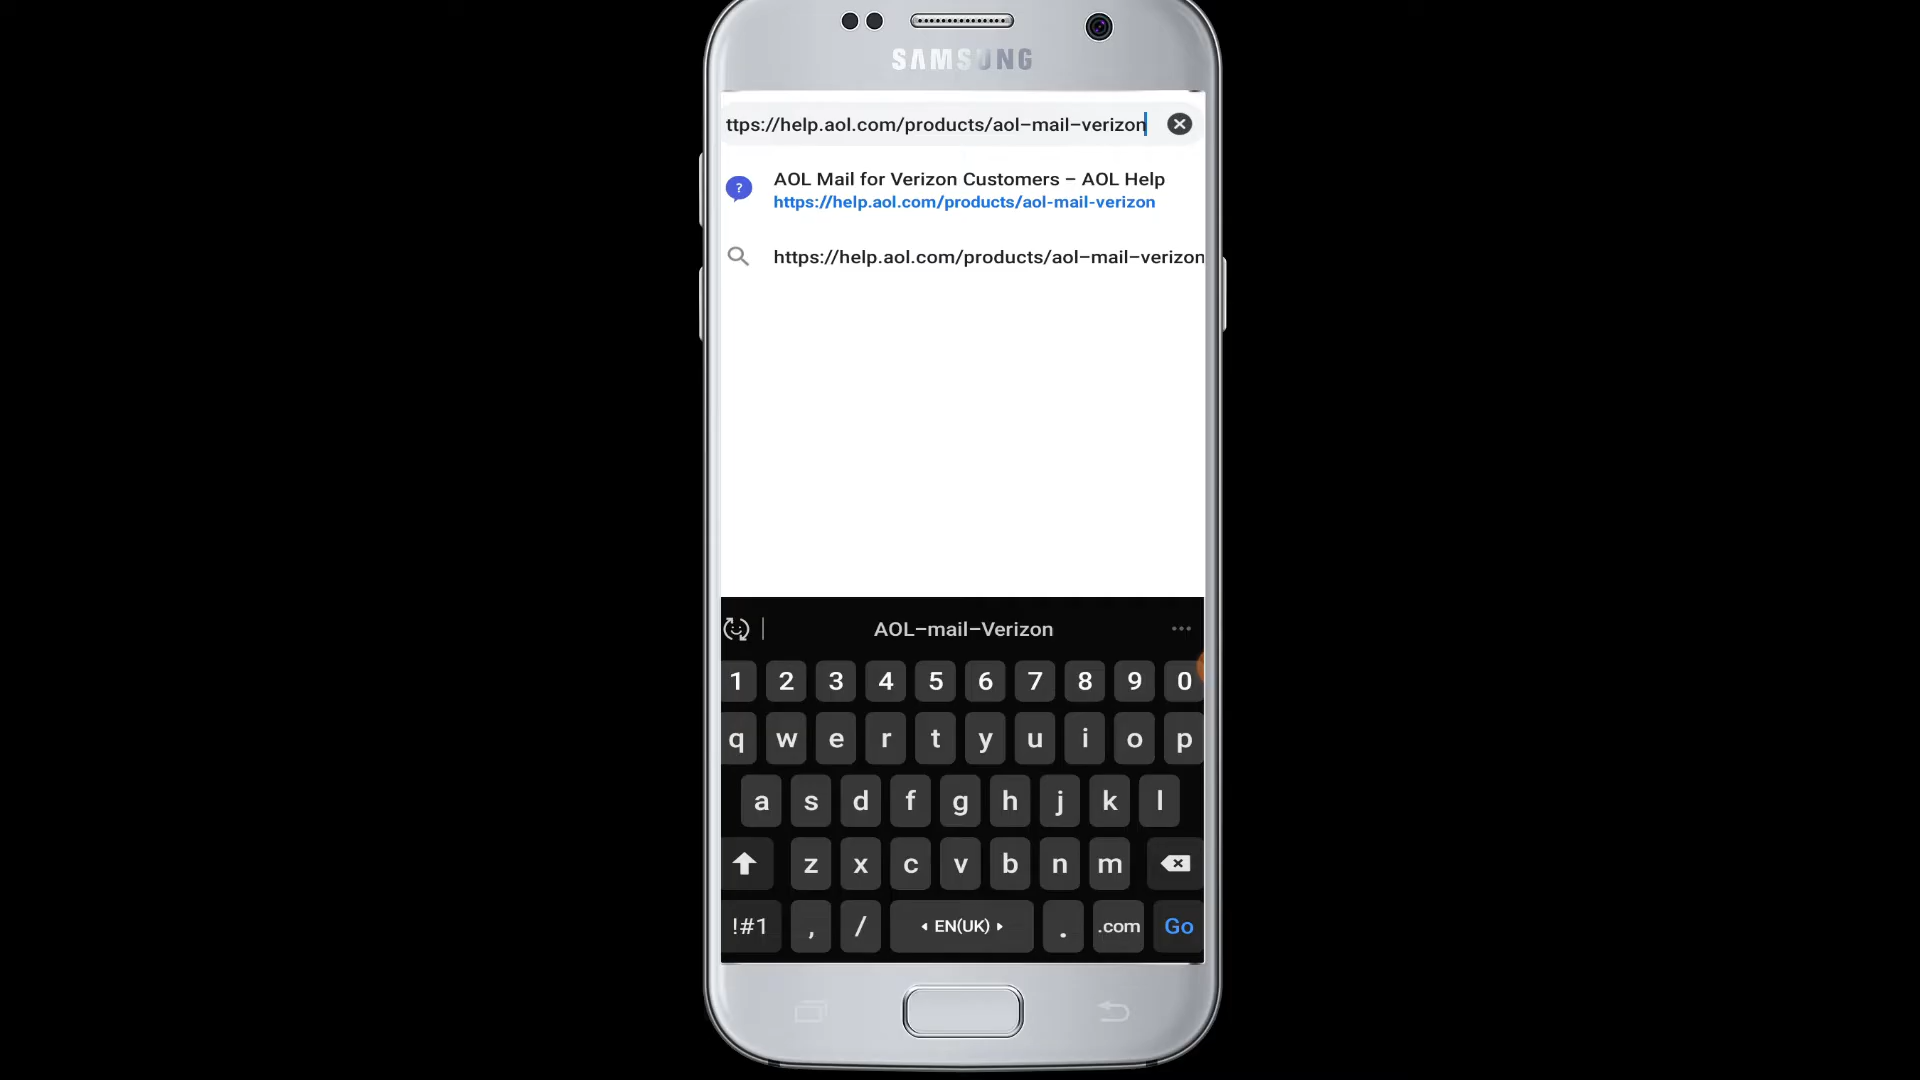 SAMSUNG
ttps://help.aol.com/products/aol-mail-verizon
AOL Mail for Verizon Customers – AOL Help
https://help.aol.com/products/aol-mail-verizon
https://help.aol.com/products/aol-mail-verizon
AOL-mail-Verizon
1 2 3 4 5 6 7 8 9 0
q w e r t y u i o p
a s d f g h j k l
z x c v b n m
!#1 , / EN(UK) . .com Go